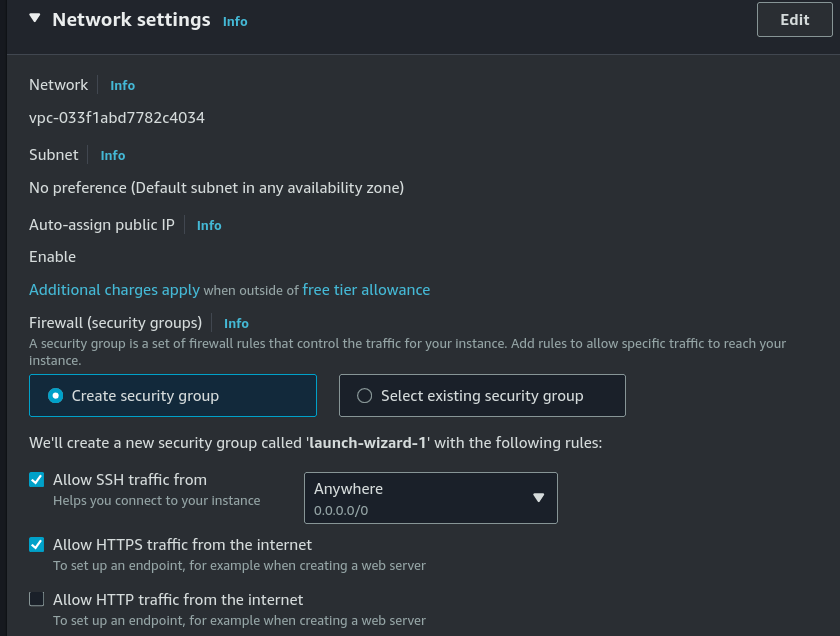 Network settings Info
Edit
Network Info
vpc-033f1abd7782c4034
Subnet Info
No preference (Default subnet in any availability zone)
Auto-assign public IP Info
Enable
Additional charges apply when outside of free tier allowance
Firewall (security groups) Info
A security group is a set of firewall rules that control the traffic for your instance. Add rules to allow specific traffic to reach your
instance.
Create security group
Select existing security group
We'll create a new security group called 'launch-wizard-1' with the following rules:
Allow SSH traffic from
Helps you connect to your instance
Anywhere
0.0.0.0/0
Allow HTTPS traffic from the internet
To set up an endpoint, for example when creating a web server
Allow HTTP traffic from the internet
To set up an endpoint, for example when creating a web server